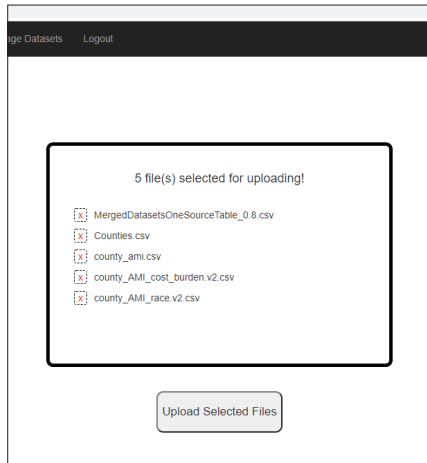 Datasets Logout
5 file(s) selected for uploading!
x MergedDatasetsOneSourceTable_0.8.csv
x Counties.csv
x county_ami.csv
x county_AMI_cost_burden.v2.csv
x county_AMI_race.v2.csv
Upload Selected Files